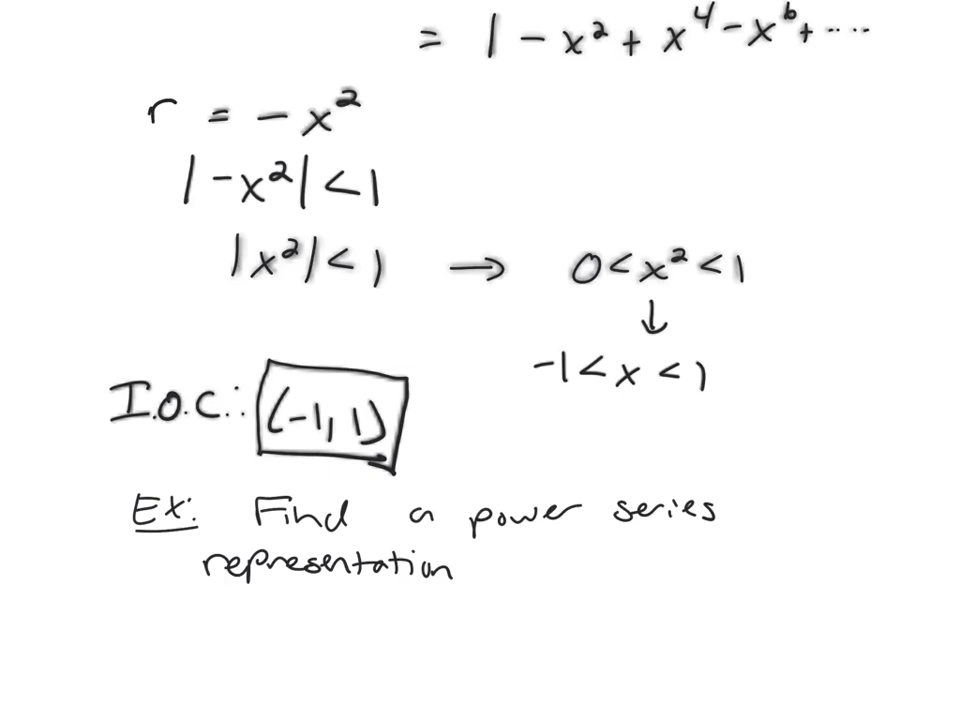 = 1 - x² + x⁴ - x⁶ + ·····
r = - x²
|-x²| < 1
|x²| < 1 → 0 < x² < 1
↓
-1 < x < 1
I.O.C.: (-1, 1)
Ex: Find a power series
representation